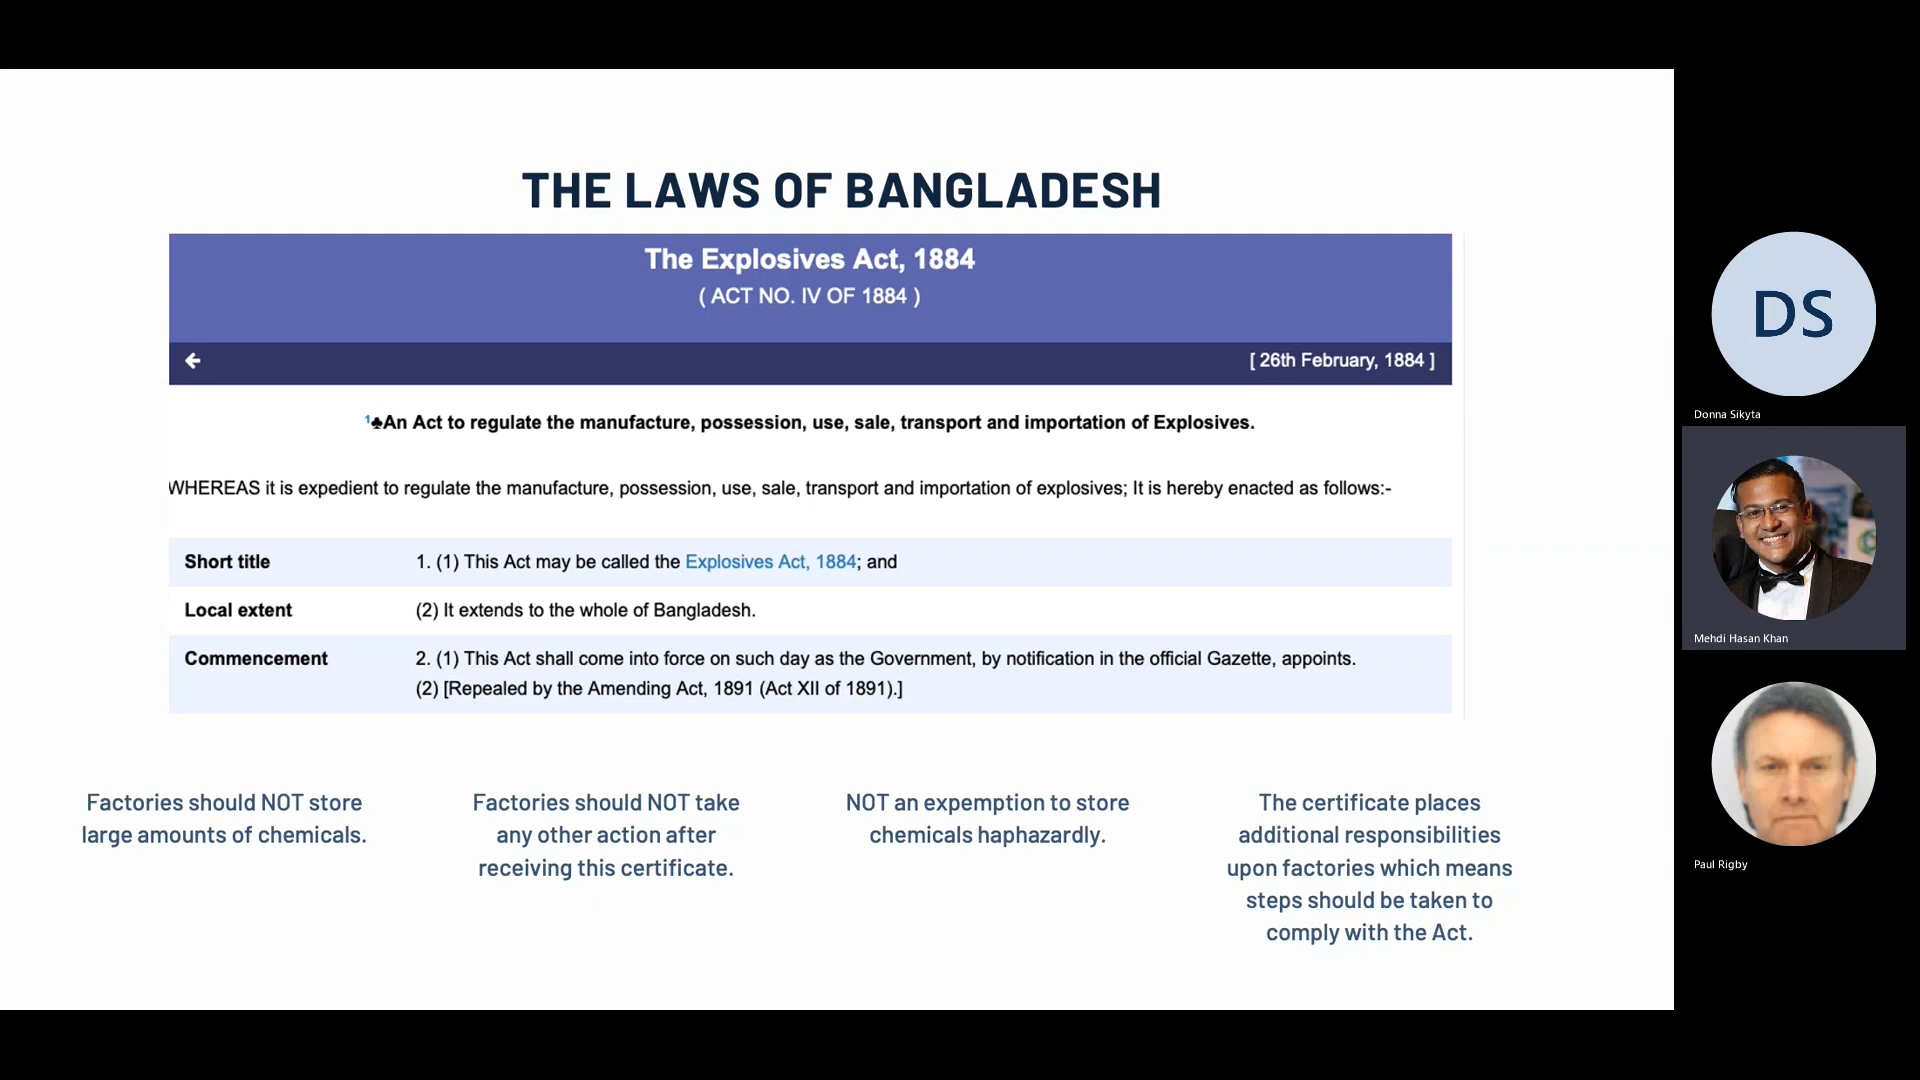 THE LAWS OF BANGLADESH
The Explosives Act, 1884
( ACT NO. IV OF 1884 )
[ 26th February, 1884 ]
1♣An Act to regulate the manufacture, possession, use, sale, transport and importation of Explosives.
WHEREAS it is expedient to regulate the manufacture, possession, use, sale, transport and importation of explosives; It is hereby enacted as follows:-
Short title 1. (1) This Act may be called the Explosives Act, 1884; and
Local extent (2) It extends to the whole of Bangladesh.
Commencement 2. (1) This Act shall come into force on such day as the Government, by notification in the official Gazette, appoints.
(2) [Repealed by the Amending Act, 1891 (Act XII of 1891).]
Factories should NOT store
large amounts of chemicals.
Factories should NOT take
any other action after
receiving this certificate.
NOT an expemption to store
chemicals haphazardly.
The certificate places
additional responsibilities
upon factories which means
steps should be taken to
comply with the Act.
DS
Donna Sikyta
Mehdi Hasan Khan
Paul Rigby